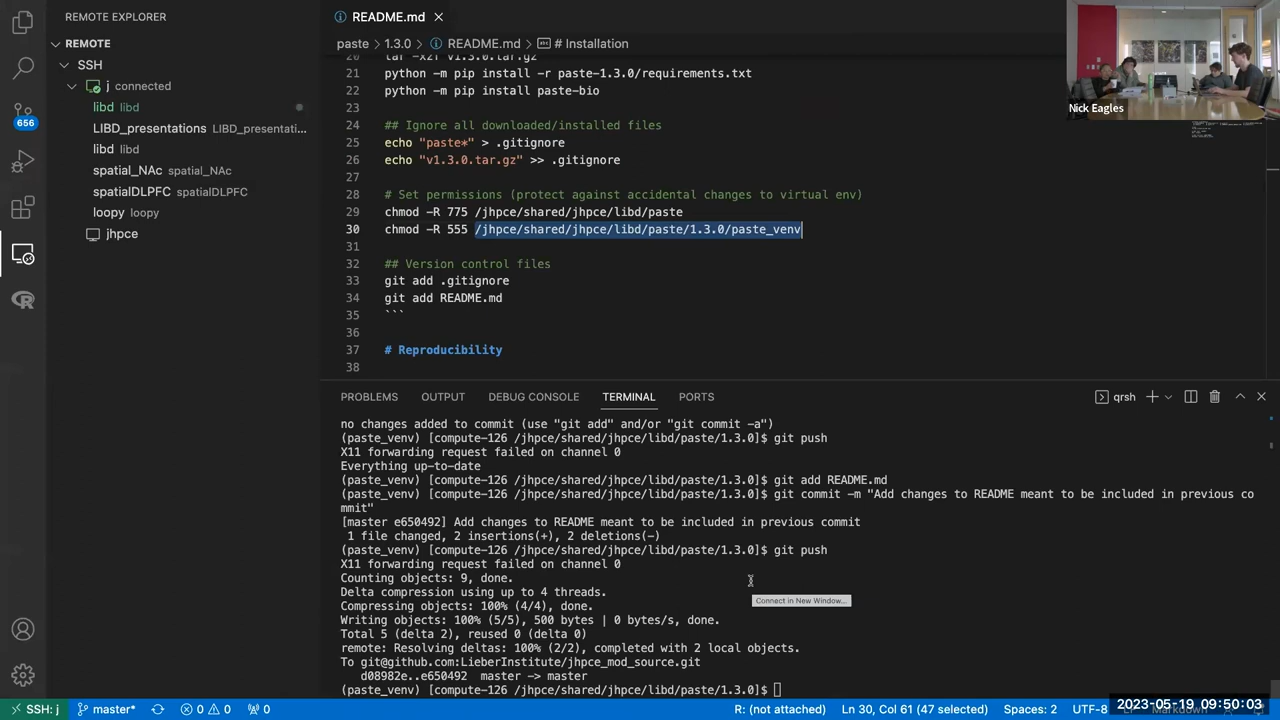 REMOTE EXPLORER
REMOTE
SSH
j connected
libd libd
LIBD_presentations LIBD_presentati...
libd libd
spatial_NAc spatial_NAc
spatialDLPFC spatialDLPFC
loopy loopy
jhpce
656
README.md
paste > 1.3.0 > README.md > # Installation
20 tar -xzf v1.3.0.tar.gz
21 python -m pip install -r paste-1.3.0/requirements.txt
22 python -m pip install paste-bio
23
24 ## Ignore all downloaded/installed files
25 echo "paste*" > .gitignore
26 echo "v1.3.0.tar.gz" >> .gitignore
27
28 # Set permissions (protect against accidental changes to virtual env)
29 chmod -R 775 /jhpce/shared/jhpce/libd/paste
30 chmod -R 555 /jhpce/shared/jhpce/libd/paste/1.3.0/paste_venv
31
32 ## Version control files
33 git add .gitignore
34 git add README.md
35 ```
36
37 # Reproducibility
38
Nick Eagles
PROBLEMS OUTPUT DEBUG CONSOLE TERMINAL PORTS
qrsh
no changes added to commit (use "git add" and/or "git commit -a")
(paste_venv) [compute-126 /jhpce/shared/jhpce/libd/paste/1.3.0]$ git push
X11 forwarding request failed on channel 0
Everything up-to-date
(paste_venv) [compute-126 /jhpce/shared/jhpce/libd/paste/1.3.0]$ git add README.md
(paste_venv) [compute-126 /jhpce/shared/jhpce/libd/paste/1.3.0]$ git commit -m "Add changes to README meant to be included in previous co
mmit"
[master e650492] Add changes to README meant to be included in previous commit
1 file changed, 2 insertions(+), 2 deletions(-)
(paste_venv) [compute-126 /jhpce/shared/jhpce/libd/paste/1.3.0]$ git push
X11 forwarding request failed on channel 0
Counting objects: 9, done.
Delta compression using up to 4 threads.
Compressing objects: 100% (4/4), done.
Writing objects: 100% (5/5), 500 bytes | 0 bytes/s, done.
Total 5 (delta 2), reused 0 (delta 0)
remote: Resolving deltas: 100% (2/2), completed with 2 local objects.
To git@github.com:LieberInstitute/jhpce_mod_source.git
d08982e..e650492 master -> master
(paste_venv) [compute-126 /jhpce/shared/jhpce/libd/paste/1.3.0]$
Connect in New Window...
SSH: j master* 0 0 0 R: (not attached) Ln 30, Col 61 (47 selected) Spaces: 2 UTF-8 LF Markdown
2023-05-19 09:50:03